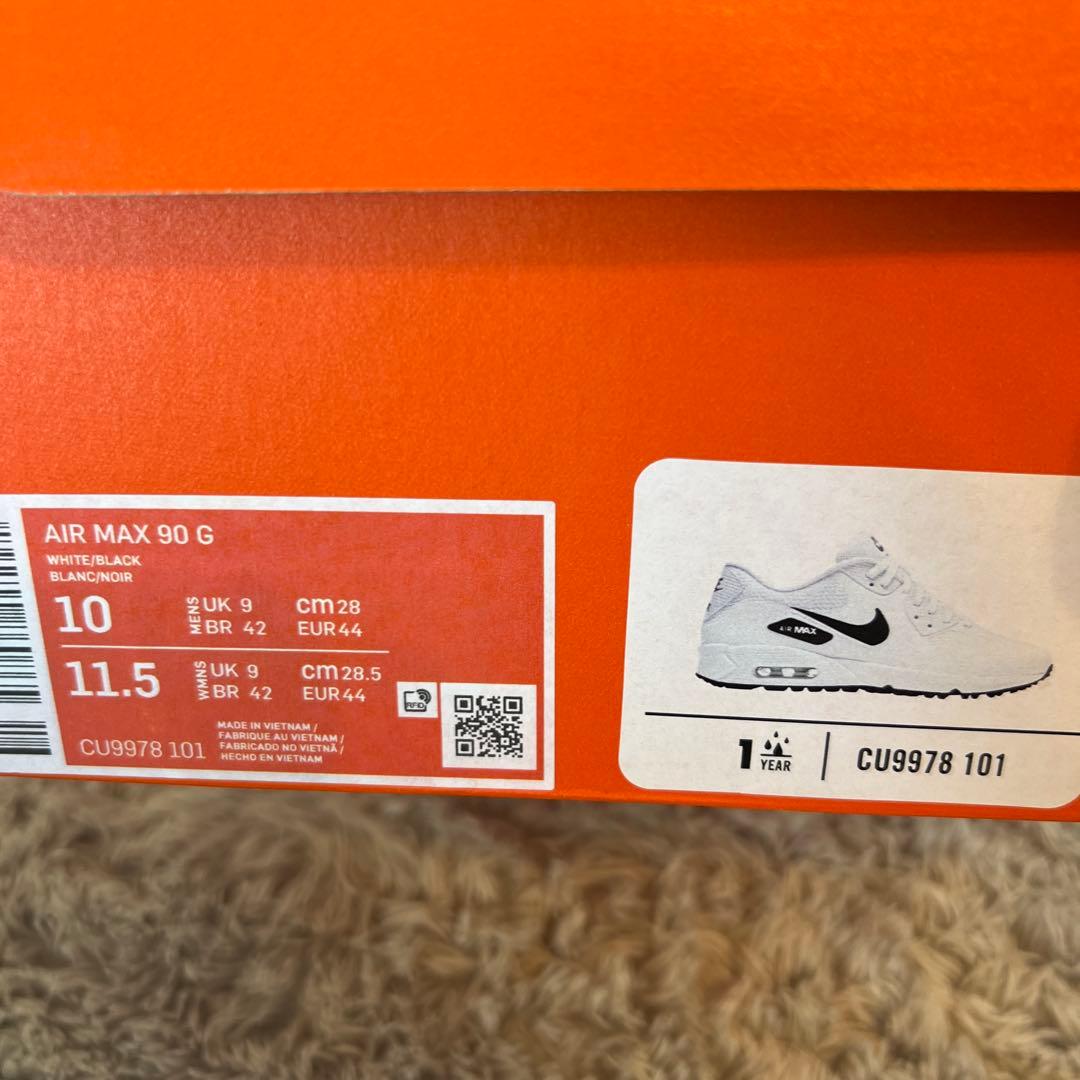 AIR MAX 90 G
WHITE/BLACK
BLANC/NOIR
10 MENS UK 9 cm 28
BR 42 EUR 44
11.5 WMNS UK 9 cm 28.5
BR 42 EUR 44
RFID
CU9978 101
MADE IN VIETNAM /
FABRIQUE AU VIETNAM /
FABRICADO NO VIETNÃ /
HECHO EN VIETNAM
AIR MAX
1 YEAR
CU9978 101